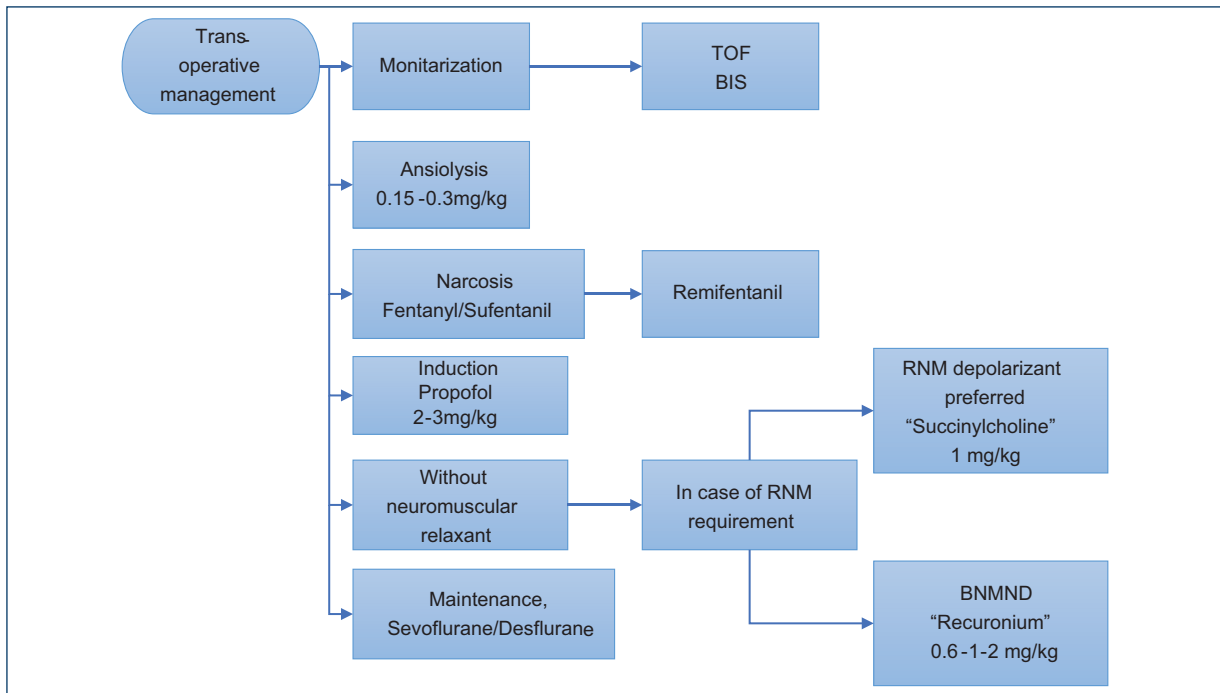 Trans-
operative
management
Monitarization
TOF
BIS
Ansiolysis
0.15-0.3mg/kg
Narcosis
Fentanyl/Sufentanil
Remifentanil
Induction
Propofol
2-3mg/kg
Without
neuromuscular
relaxant
In case of RNM
requirement
RNM depolarizant
preferred
“Succinylcholine”
1 mg/kg
BNMND
“Recuronium”
0.6-1-2 mg/kg
Maintenance,
Sevoflurane/Desflurane